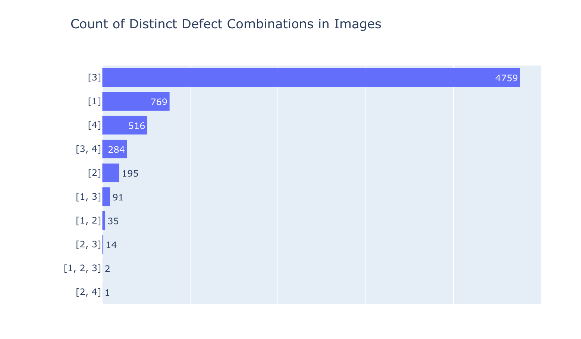 Count of Distinct Defect Combinations in Images
[3] 4759
[1] 769
[4] 516
[3, 4] 284
[2] 195
[1, 3] 91
[1, 2] 35
[2, 3] 14
[1, 2, 3] 2
[2, 4] 1